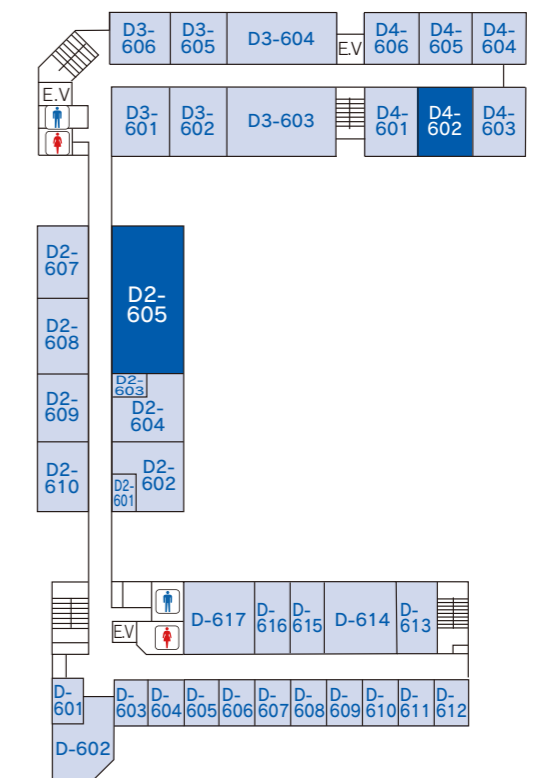 D3-
606
D3-
605
D3-604
E.V
D4-
606
D4-
605
D4-
604
E.V
D3-
601
D3-
602
D3-603
D4-
601
D4-
602
D4-
603
D2-
607
D2-
605
D2-
608
D2-
603
D2-
609
D2-
604
D2-
610
D2-
602
D2-
601
D-617
D-
616
D-
615
D-614
D-
613
E.V
D-
601
D-
603
D-
604
D-
605
D-
606
D-
607
D-
608
D-
609
D-
610
D-
611
D-
612
D-602